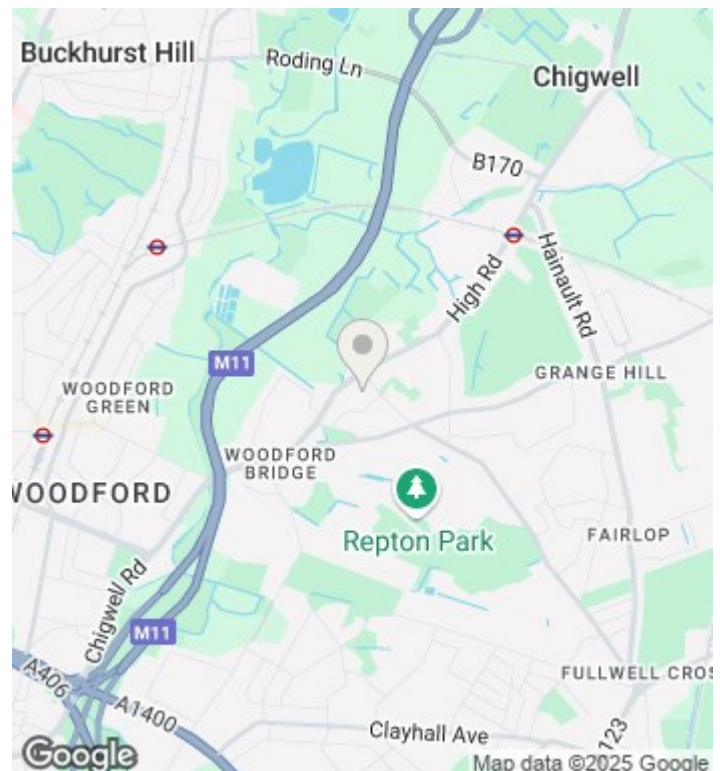 Buckhurst Hill
Roding Ln
Chigwell
B170
Hainault Rd
High Rd
M11
WOODFORD
GREEN
GRANGE HILL
WOODFORD
BRIDGE
WOODFORD
Repton Park
FAIRLOP
Chigwell Rd
M11
A406
A1400
FULLWELL CROS
Clayhall Ave
123
Google
Map data ©2025 Google